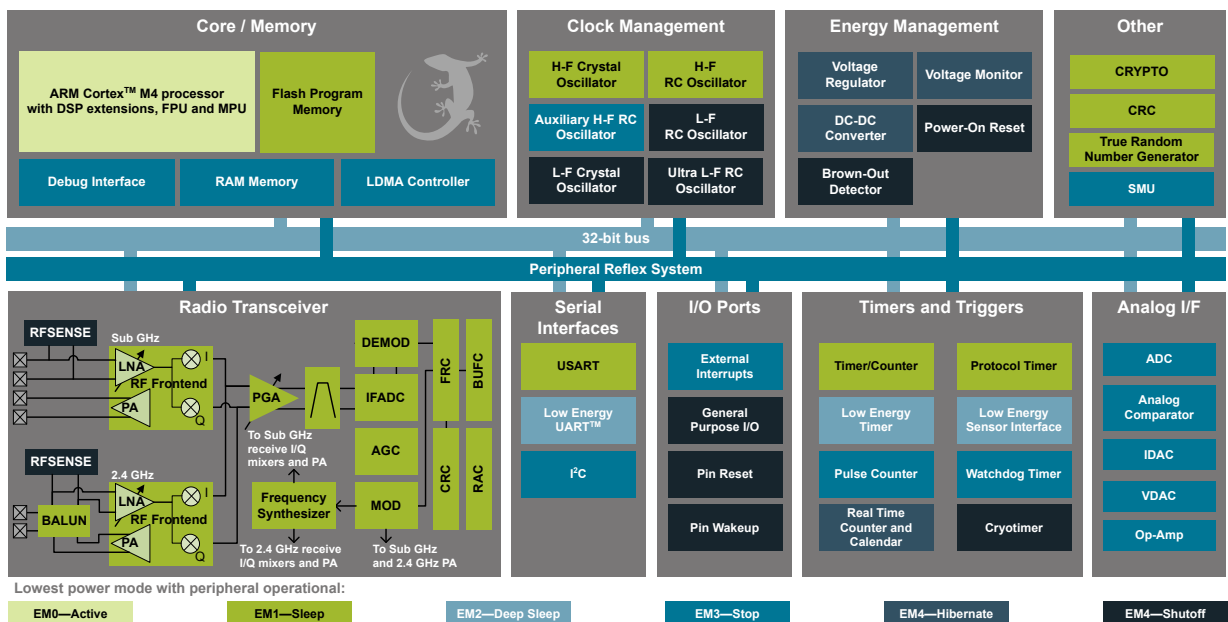 Core / Memory
ARM Cortex™ M4 processor
with DSP extensions, FPU and MPU
Flash Program
Memory
Debug Interface
RAM Memory
LDMA Controller
Clock Management
H-F Crystal
Oscillator
H-F
RC Oscillator
Auxiliary H-F RC
Oscillator
L-F
RC Oscillator
L-F Crystal
Oscillator
Ultra L-F RC
Oscillator
Energy Management
Voltage
Regulator
Voltage Monitor
DC-DC
Converter
Power-On Reset
Brown-Out
Detector
Other
CRYPTO
CRC
True Random
Number Generator
SMU
32-bit bus
Peripheral Reflex System
Radio Transceiver
RFSENSE
Sub GHz
LNA
I
RF Frontend
PA
Q
RFSENSE
2.4 GHz
LNA
I
BALUN
RF Frontend
PA
Q
PGA
To Sub GHz
receive I/Q
mixers and PA
Frequency
Synthesizer
To 2.4 GHz receive
I/Q mixers and PA
DEMOD
IFADC
AGC
MOD
To Sub GHz
and 2.4 GHz PA
FRC
BUFC
CRC
RAC
Serial
Interfaces
USART
Low Energy
UART™
I²C
I/O Ports
External
Interrupts
General
Purpose I/O
Pin Reset
Pin Wakeup
Timers and Triggers
Timer/Counter
Protocol Timer
Low Energy
Timer
Low Energy
Sensor Interface
Pulse Counter
Watchdog Timer
Real Time
Counter and
Calendar
Cryotimer
Analog I/F
ADC
Analog
Comparator
IDAC
VDAC
Op-Amp
Lowest power mode with peripheral operational:
EM0—Active
EM1—Sleep
EM2—Deep Sleep
EM3—Stop
EM4—Hibernate
EM4—Shutoff